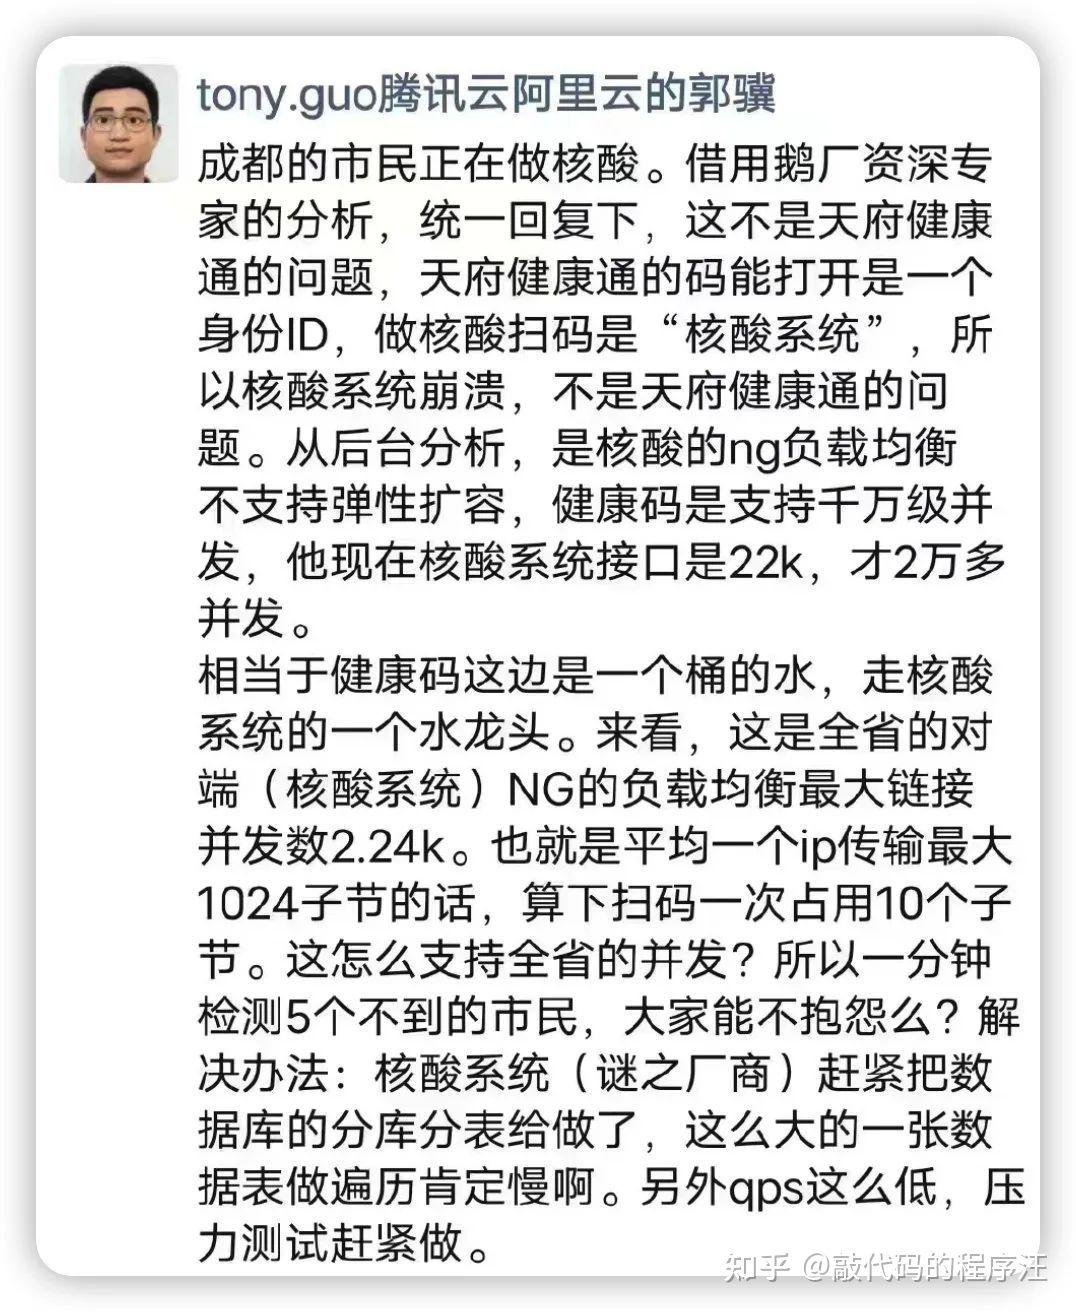 tony.guo腾讯云阿里云的郭骥
成都的市民正在做核酸。借用鹅厂资深专
家的分析，统一回复下，这不是天府健康
通的问题，天府健康通的码能打开是一个
身份ID，做核酸扫码是“核酸系统”，所
以核酸系统崩溃，不是天府健康通的问
题。从后台分析，是核酸的ng负载均衡
不支持弹性扩容，健康码是支持千万级并
发，他现在核酸系统接口是22k，才2万多
并发。
相当于健康码这边是一个桶的水，走核酸
系统的一个水龙头。来看，这是全省的对
端（核酸系统）NG的负载均衡最大链接
并发数2.24k。也就是平均一个ip传输最大
1024子节的话，算下扫码一次占用10个子
节。这怎么支持全省的并发？所以一分钟
检测5个不到的市民，大家能不抱怨么？解
决办法：核酸系统（谜之厂商）赶紧把数
据库的分库分表给做了，这么大的一张数
据表做遍历肯定慢啊。另外qps这么低，压
力测试赶紧做。
知乎 @敲代码的程序汪